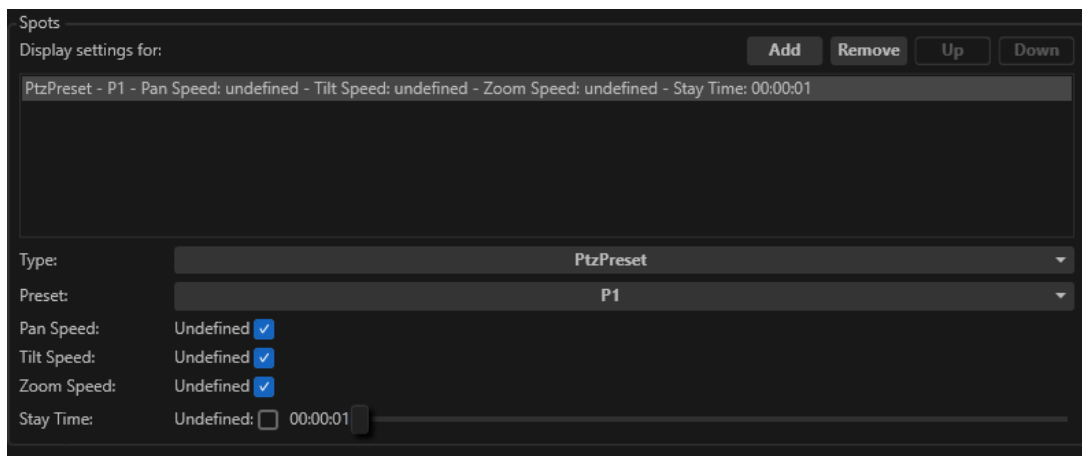 Spots
Display settings for: Add Remove Up Down
PtzPreset - P1 - Pan Speed: undefined - Tilt Speed: undefined - Zoom Speed: undefined - Stay Time: 00:00:01
Type: PtzPreset
Preset: P1
Pan Speed: Undefined
Tilt Speed: Undefined
Zoom Speed: Undefined
Stay Time: Undefined: 00:00:01